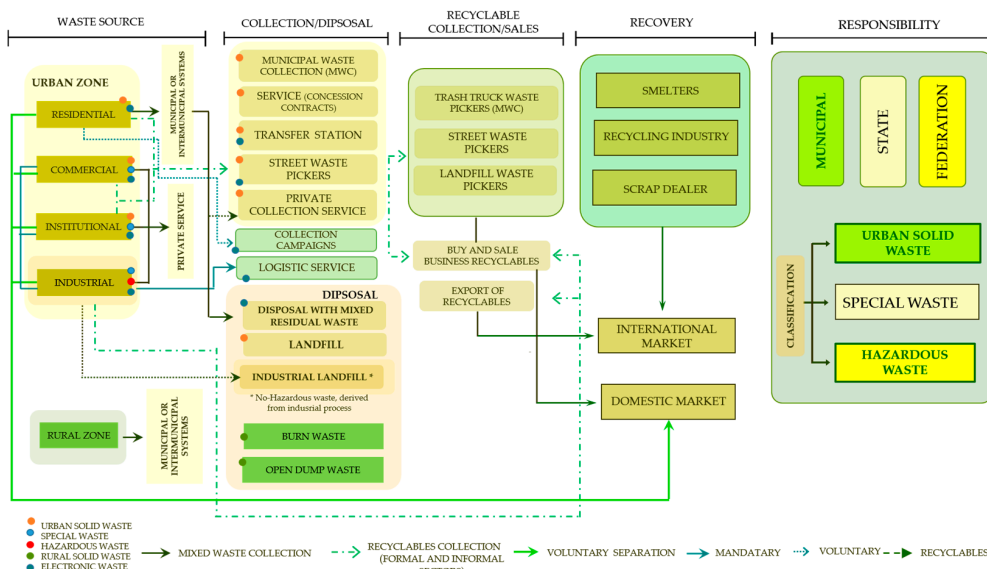 WASTE SOURCE
COLLECTION/DIPSOSAL
RECYCLABLE
COLLECTION/SALES
RECOVERY
RESPONSIBILITY
URBAN ZONE
RESIDENTIAL
COMMERCIAL
INSTITUTIONAL
INDUSTRIAL
MUNICIPAL OR
INTERMUNICIPAL SYSTEMS
PRIVATE SERVICE
RURAL ZONE
MUNICIPAL OR
INTERMUNICIPAL
SYSTEMS
MUNICIPAL WASTE
COLLECTION (MWC)
SERVICE (CONCESSION
CONTRACTS)
TRANSFER STATION
STREET WASTE
PICKERS
PRIVATE
COLLECTION SERVICE
COLLECTION
CAMPAIGNS
LOGISTIC SERVICE
DIPSOSAL
DISPOSAL WITH MIXED
RESIDUAL WASTE
LANDFILL
INDUSTRIAL LANDFILL *
* No-Hazardous waste, derived
from indusrial process
BURN WASTE
OPEN DUMP WASTE
TRASH TRUCK WASTE
PICKERS (MWC)
STREET WASTE
PICKERS
LANDFILL WASTE
PICKERS
BUY AND SALE
BUSINESS RECYCLABLES
EXPORT OF
RECYCLABLES
SMELTERS
RECYCLING INDUSTRY
SCRAP DEALER
INTERNATIONAL
MARKET
DOMESTIC MARKET
MUNICIPAL
STATE
FEDERATION
CLASSIFICATION
URBAN SOLID
WASTE
SPECIAL WASTE
HAZARDOUS
WASTE
URBAN SOLID WASTE
SPECIAL WASTE
HAZARDOUS WASTE
RURAL SOLID WASTE
ELECTRONIC WASTE
MIXED WASTE COLLECTION
RECYCLABLES COLLECTION
(FORMAL AND INFORMAL
SECTORS)
VOLUNTARY SEPARATION
MANDATARY
VOLUNTARY
RECYCLABLES